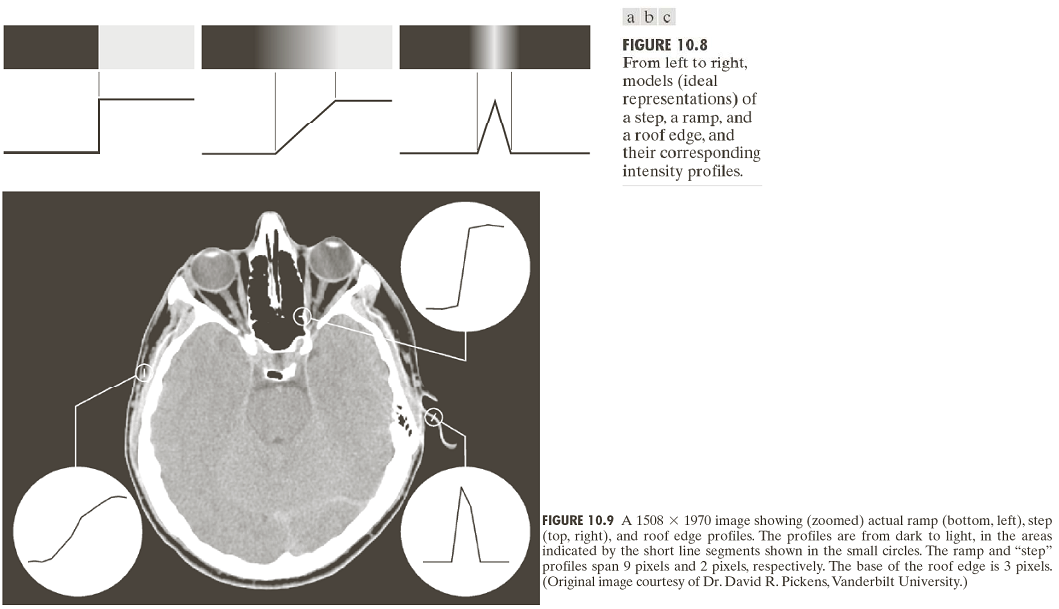 a b c
FIGURE 10.8
From left to right,
models (ideal
representations) of
a step, a ramp, and
a roof edge, and
their corresponding
intensity profiles.
FIGURE 10.9 A 1508 × 1970 image showing (zoomed) actual ramp (bottom, left), step
(top, right), and roof edge profiles. The profiles are from dark to light, in the areas
indicated by the short line segments shown in the small circles. The ramp and “step”
profiles span 9 pixels and 2 pixels, respectively. The base of the roof edge is 3 pixels.
(Original image courtesy of Dr. David R. Pickens, Vanderbilt University.)